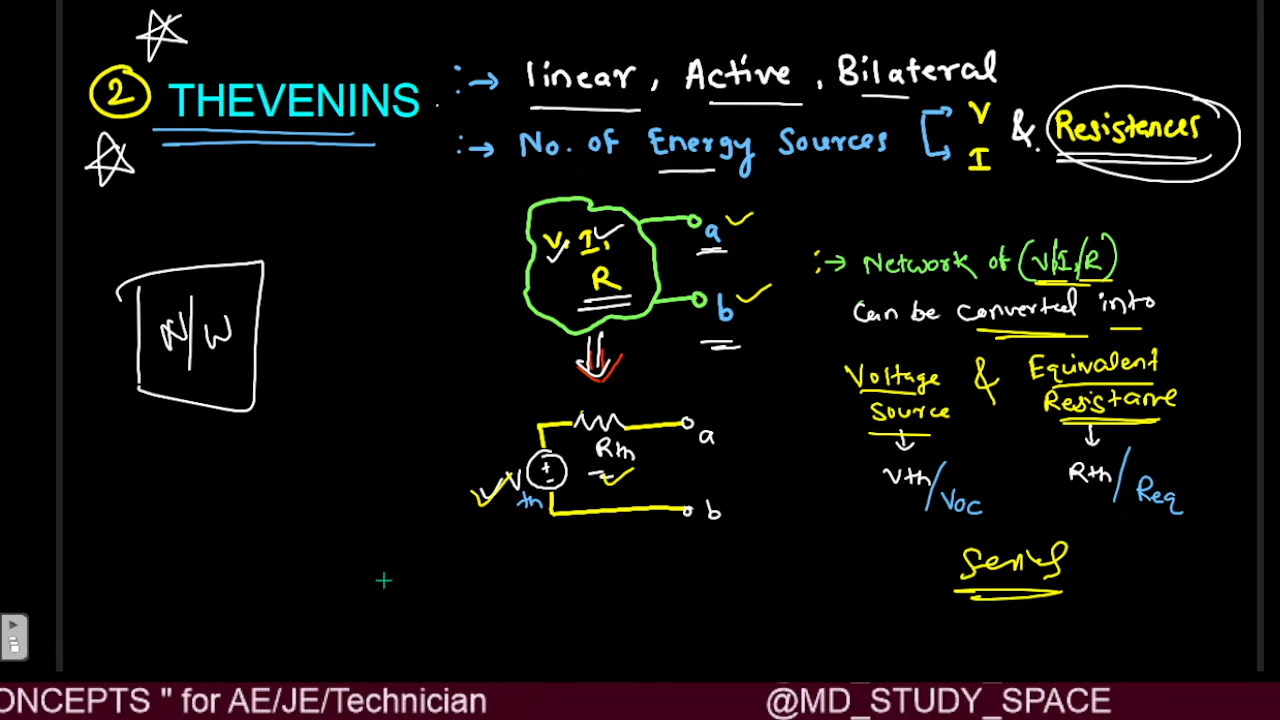 ② THEVENINS :→ linear, Active, Bilateral
:→ No. of Energy Sources V I & Resistances
V, I, R
a
b
:→ Network of (V/I/R)
Can be converted into
Voltage Source & Equivalent Resistance
Vth/Voc
Rth/Req
Series
N/W
Rth
a
Vth
+
-
b
ONCEPTS " for AE/JE/Technician
@MD_STUDY_SPACE